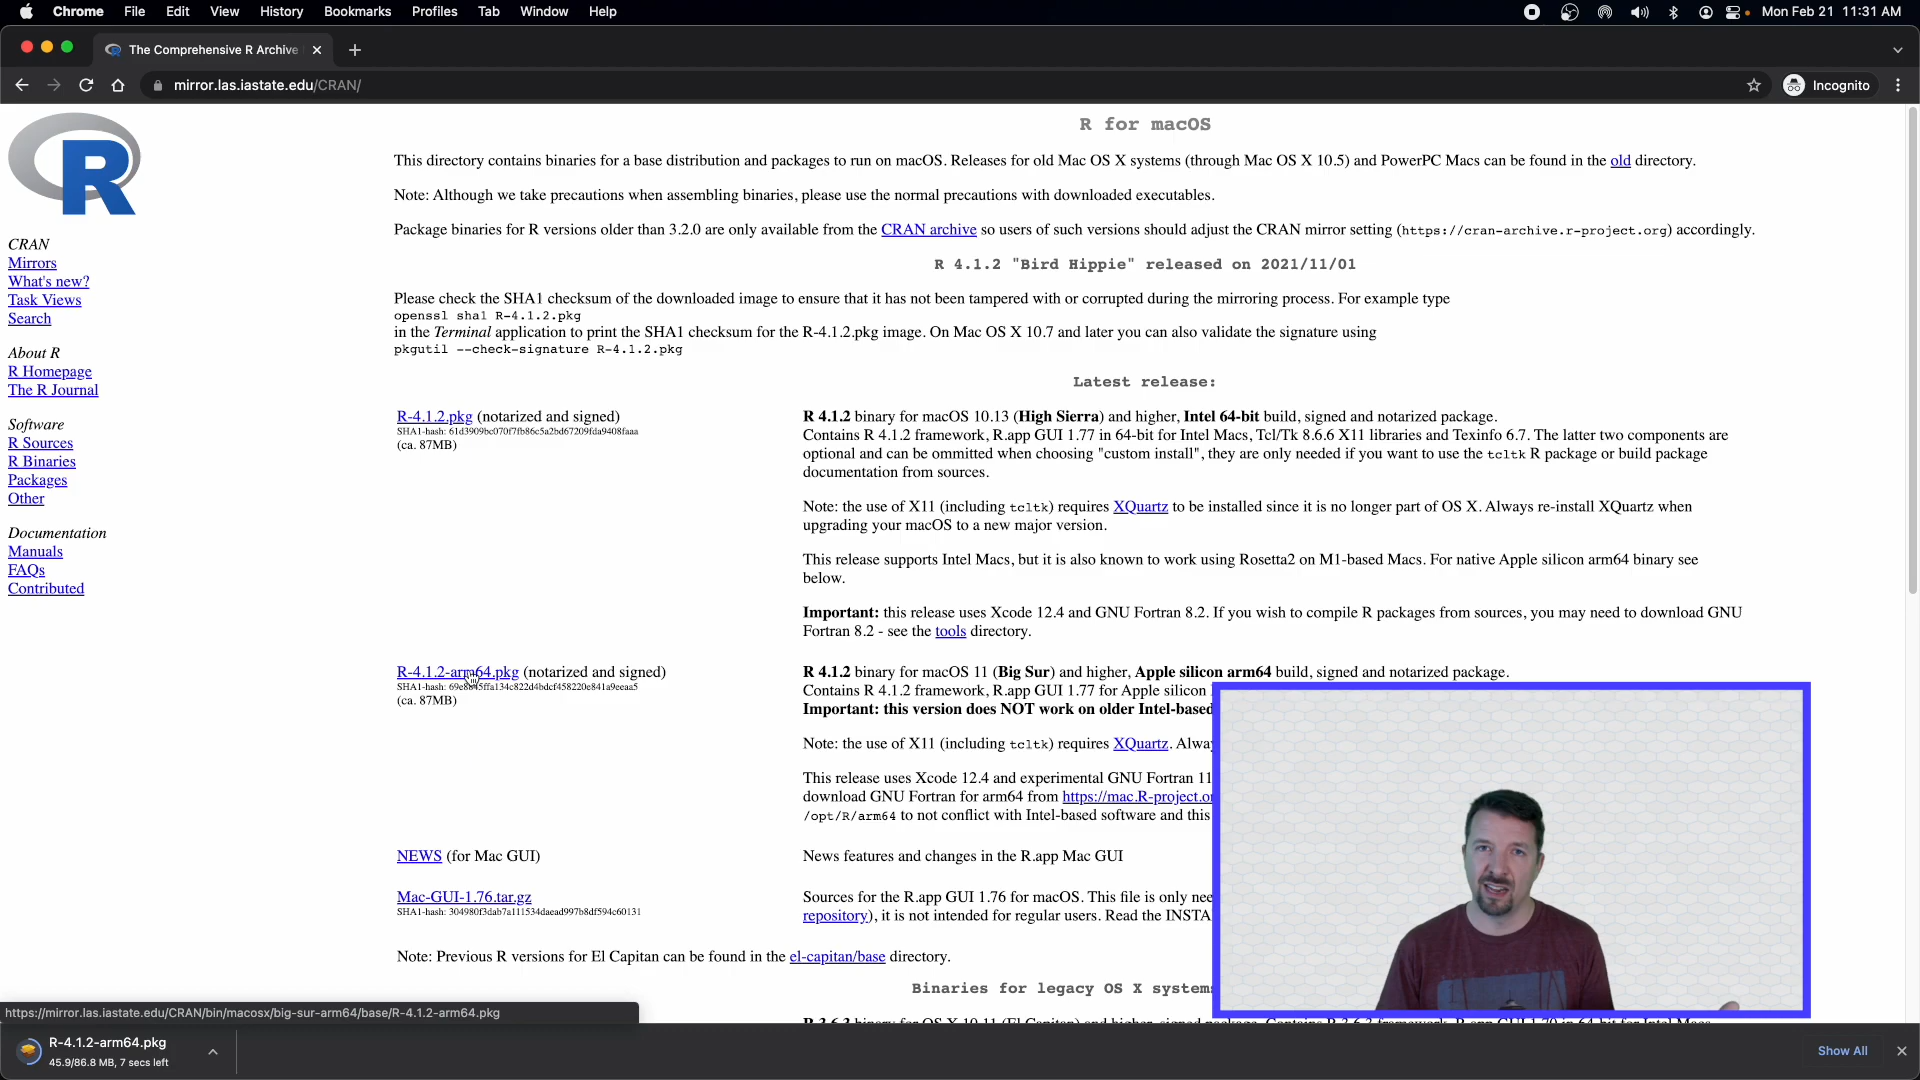 Chrome File Edit View History Bookmarks Profiles Tab Window Help Mon Feb 21 11:31 AM
The Comprehensive R Archive
mirror.las.iastate.edu/CRAN/ Incognito
R
CRAN
Mirrors
What's new?
Task Views
Search
About R
R Homepage
The R Journal
Software
R Sources
R Binaries
Packages
Other
Documentation
Manuals
FAQs
Contributed
R for macOS
This directory contains binaries for a base distribution and packages to run on macOS. Releases for old Mac OS X systems (through Mac OS X 10.5) and PowerPC Macs can be found in the old directory.
Note: Although we take precautions when assembling binaries, please use the normal precautions with downloaded executables.
Package binaries for R versions older than 3.2.0 are only available from the CRAN archive so users of such versions should adjust the CRAN mirror setting (https://cran-archive.r-project.org) accordingly.
R 4.1.2 "Bird Hippie" released on 2021/11/01
Please check the SHA1 checksum of the downloaded image to ensure that it has not been tampered with or corrupted during the mirroring process. For example type
openssl sha1 R-4.1.2.pkg
in the Terminal application to print the SHA1 checksum for the R-4.1.2.pkg image. On Mac OS X 10.7 and later you can also validate the signature using
pkgutil --check-signature R-4.1.2.pkg
Latest release:
R-4.1.2.pkg (notarized and signed)
SHA1-hash: 61d3909bc070f7fb86c5a2bd67209fda9408faaa
(ca. 87MB)
R 4.1.2 binary for macOS 10.13 (High Sierra) and higher, Intel 64-bit build, signed and notarized package.
Contains R 4.1.2 framework, R.app GUI 1.77 in 64-bit for Intel Macs, Tcl/Tk 8.6.6 X11 libraries and Texinfo 6.7. The latter two components are
optional and can be ommitted when choosing "custom install", they are only needed if you want to use the tcltk R package or build package
documentation from sources.
Note: the use of X11 (including tcltk) requires XQuartz to be installed since it is no longer part of OS X. Always re-install XQuartz when
upgrading your macOS to a new major version.
This release supports Intel Macs, but it is also known to work using Rosetta2 on M1-based Macs. For native Apple silicon arm64 binary see
below.
Important: this release uses Xcode 12.4 and GNU Fortran 8.2. If you wish to compile R packages from sources, you may need to download GNU
Fortran 8.2 - see the tools directory.
R-4.1.2-arm64.pkg (notarized and signed)
SHA1-hash:
(ca. 87MB)
R 4.1.2 binary for macOS 11 (Big Sur) and higher, Apple silicon arm64 build, signed and notarized package.
Contains R 4.1.2 framework, R.app GUI 1.77 for Apple silicon
Important: this version does NOT work on older Intel-based
Note: the use of X11 (including tcltk) requires XQuartz. Alwa
This release uses Xcode 12.4 and experimental GNU Fortran 11
download GNU Fortran for arm64 from https://mac.R-project.o
/opt/R/arm64 to not conflict with Intel-based software and this
NEWS (for Mac GUI)
News features and changes in the R.app Mac GUI
Mac-GUI-1.76.tar.gz
SHA1-hash: 304980f3dab7a111534daead997b8df594c60131
Sources for the R.app GUI 1.76 for macOS. This file is only nee
repository), it is not intended for regular users. Read the INSTA
Note: Previous R versions for El Capitan can be found in the el-capitan/base directory.
Binaries for legacy OS X systems
https://mirror.las.iastate.edu/CRAN/bin/macosx/big-sur-arm64/base/R-4.1.2-arm64.pkg
R-4.1.2-arm64.pkg
45.9/86.8 MB, 7 secs left
Show All